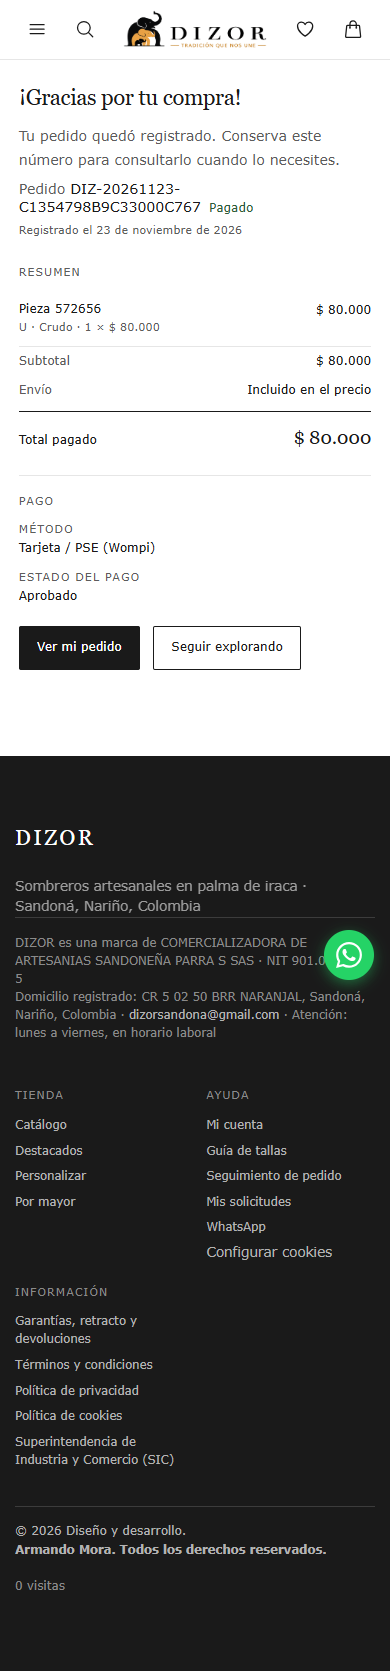 DIZOR
TRADICIÓN QUE NOS UNE
¡Gracias por tu compra!
Tu pedido quedó registrado. Conserva este
número para consultarlo cuando lo necesites.
Pedido DIZ-20261123-
C1354798B9C33000C767 Pagado
Registrado el 23 de noviembre de 2026
RESUMEN
Pieza 572656 $ 80.000
U · Crudo · 1 × $ 80.000
Subtotal $ 80.000
Envío Incluido en el precio
Total pagado $ 80.000
PAGO
MÉTODO
Tarjeta / PSE (Wompi)
ESTADO DEL PAGO
Aprobado
Ver mi pedido Seguir explorando
DIZOR
Sombreros artesanales en palma de iraca ·
Sandoná, Nariño, Colombia
DIZOR es una marca de COMERCIALIZADORA DE
ARTESANIAS SANDONEÑA PARRA S SAS · NIT 901.0
5
Domicilio registrado: CR 5 02 50 BRR NARANJAL, Sandoná,
Nariño, Colombia · dizorsandona@gmail.com · Atención:
lunes a viernes, en horario laboral
TIENDA
Catálogo
Destacados
Personalizar
Por mayor
AYUDA
Mi cuenta
Guía de tallas
Seguimiento de pedido
Mis solicitudes
WhatsApp
Configurar cookies
INFORMACIÓN
Garantías, retracto y
devoluciones
Términos y condiciones
Política de privacidad
Política de cookies
Superintendencia de
Industria y Comercio (SIC)
© 2026 Diseño y desarrollo.
Armando Mora. Todos los derechos reservados.
0 visitas